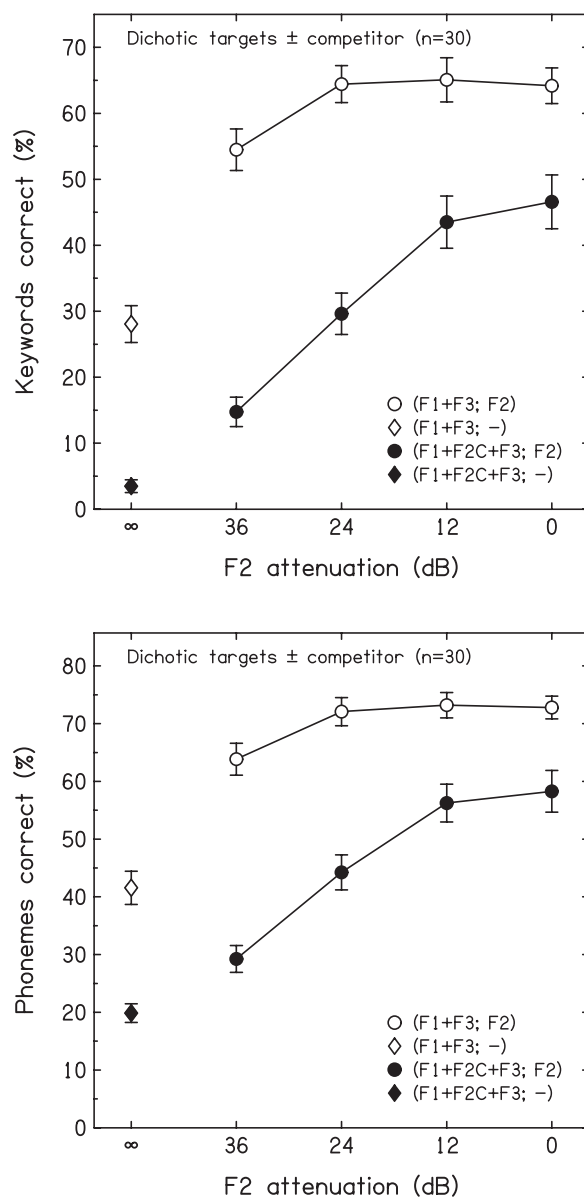 Dichotic targets ± competitor (n=30)
Keywords correct (%)
70
60
50
40
30
20
10
0
(F1+F3; F2)
(F1+F3; −)
(F1+F2C+F3; F2)
(F1+F2C+F3; −)
∞ 36 24 12 0
F2 attenuation (dB)
Dichotic targets ± competitor (n=30)
Phonemes correct (%)
80
70
60
50
40
30
20
10
0
(F1+F3; F2)
(F1+F3; −)
(F1+F2C+F3; F2)
(F1+F2C+F3; −)
∞ 36 24 12 0
F2 attenuation (dB)